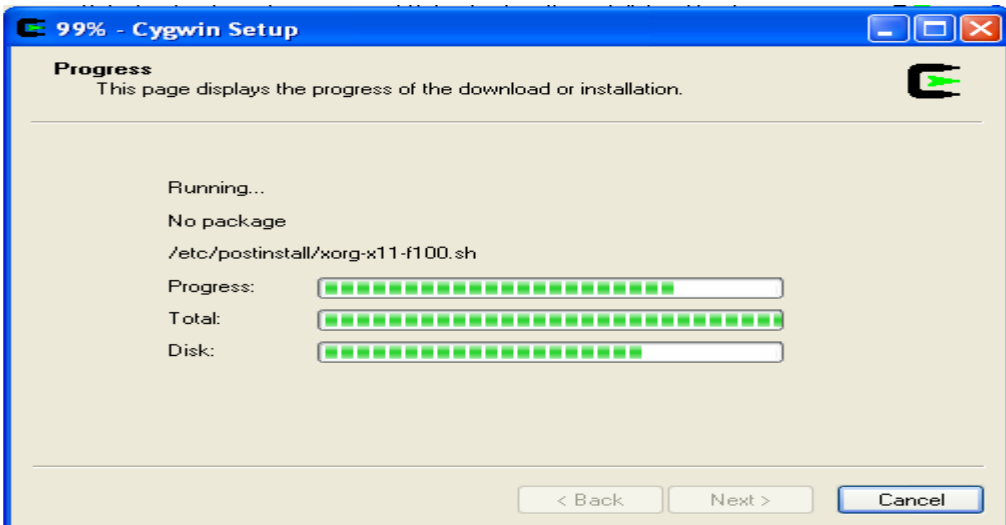 99% - Cygwin Setup
Progress
This page displays the progress of the download or installation.
Running...
No package
/etc/postinstall/xorg-x11-f100.sh
Progress:
Total:
Disk:
< Back Next > Cancel